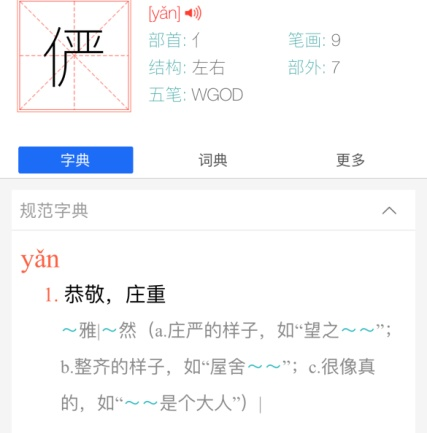 [yǎn]
俨
部首: 亻 笔画: 9
结构: 左右 部外: 7
五笔: WGOD
字典 词典 更多
规范字典
yǎn
1. 恭敬，庄重
～雅|～然（a.庄严的样子，如“望之～～”；
b.整齐的样子，如“屋舍～～”；c.很像真
的，如“～～是个大人”）|